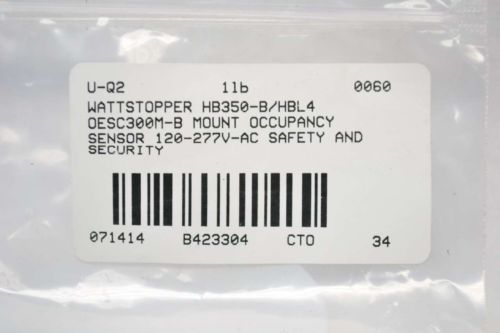 U-Q2 1lb 0060
WATTSTOPPER HB350-B/HBL4
OESC300M-B MOUNT OCCUPANCY
SENSOR 120-277V-AC SAFETY AND
SECURITY
071414 B423304 CTO 34